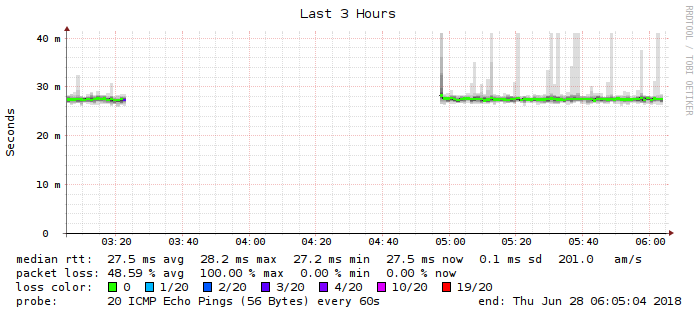 Last 3 Hours
RRDTOOL / TOBI OETIKER
Seconds
40 m
30 m
20 m
10 m
0
03:20 03:40 04:00 04:20 04:40 05:00 05:20 05:40 06:00
median rtt: 27.5 ms avg 28.2 ms max 27.2 ms min 27.5 ms now 0.1 ms sd 201.0 am/s
packet loss: 48.59 % avg 100.00 % max 0.00 % min 0.00 % now
loss color: 0 1/20 2/20 3/20 4/20 10/20 19/20
probe: 20 ICMP Echo Pings (56 Bytes) every 60s end: Thu Jun 28 06:05:04 2018